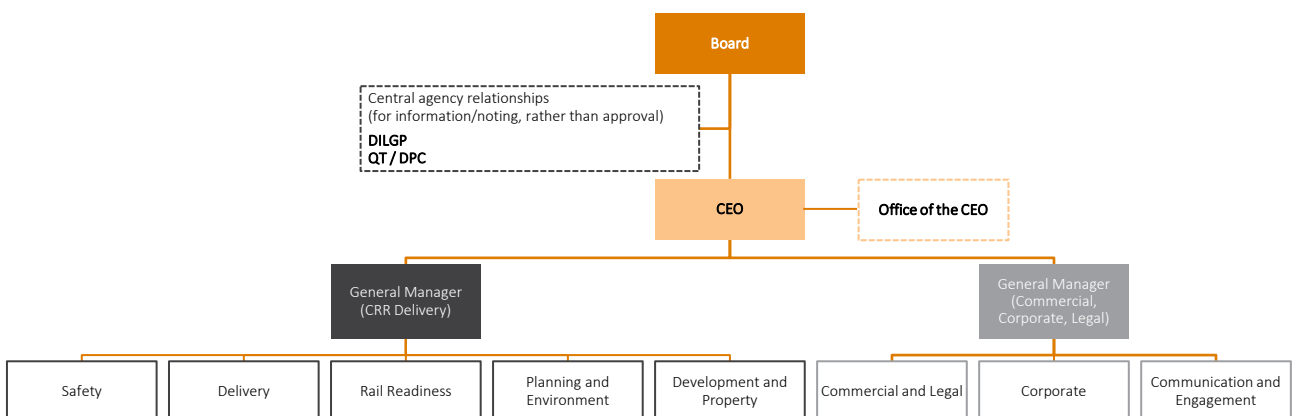 Board
Central agency relationships
(for information/noting, rather than approval)
DILGP
QT / DPC
CEO
Office of the CEO
General Manager
(CRR Delivery)
General Manager
(Commercial,
Corporate, Legal)
Safety
Delivery
Rail Readiness
Planning and
Environment
Development and
Property
Commercial and Legal
Corporate
Communication and
Engagement